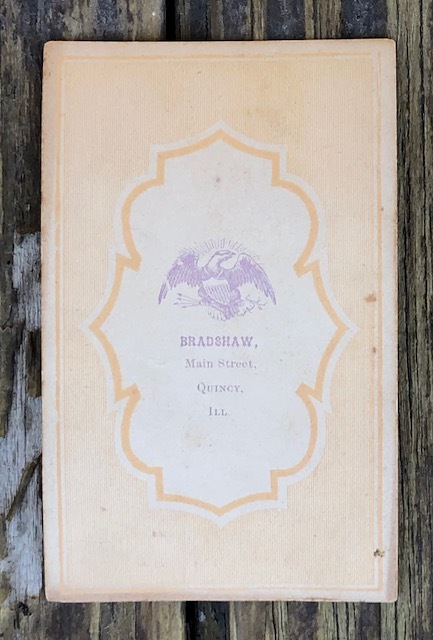 BRADSHAW,
Main Street,
Quincy,
Ill.